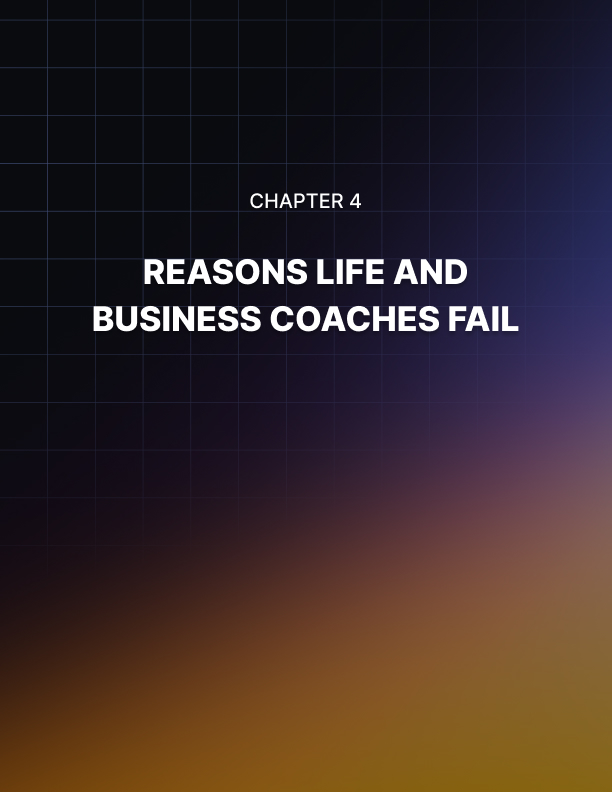 CHAPTER 4
REASONS LIFE AND
BUSINESS COACHES FAIL